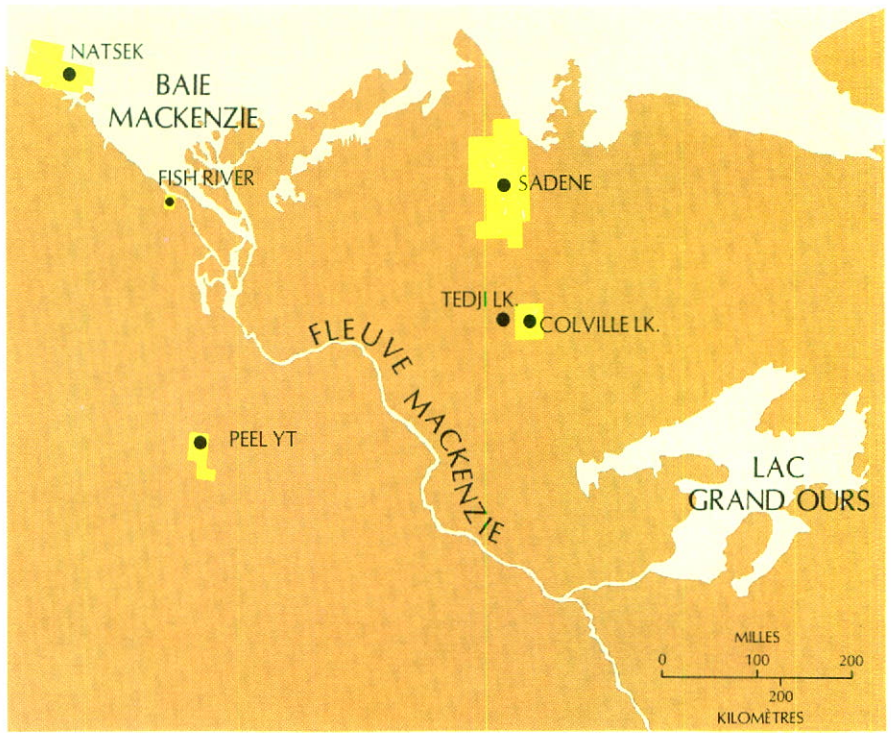 NATSEK
BAIE
MACKENZIE
FISH RIVER
SADENE
TEDJI LK.
COLVILLE LK.
FLEUVE MACKENZIE
PEEL YT
LAC
GRAND OURS
MILLES
0 100 200
200
KILOMÈTRES